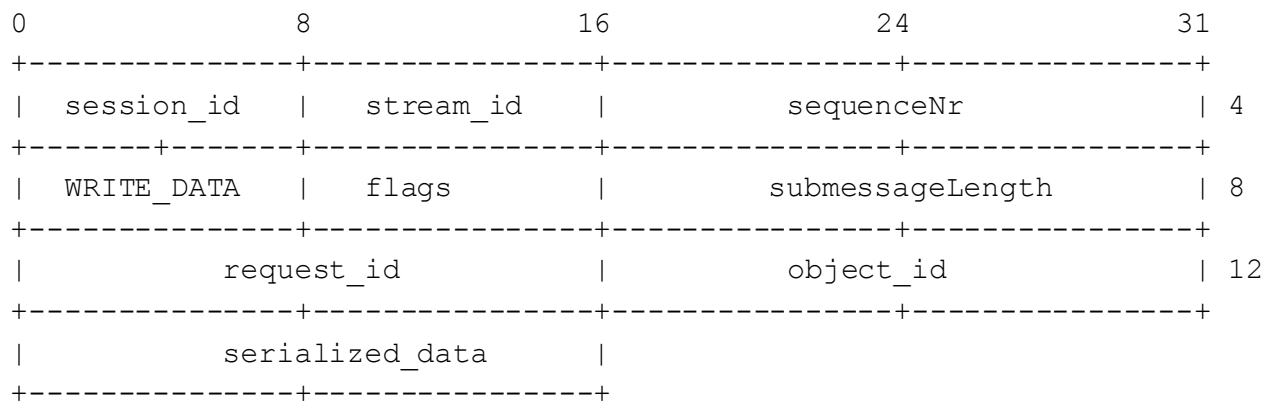 0               8               16              24              31
+---------------+---------------+---------------+---------------+
|  session_id   |   stream_id   |          sequenceNr           | 4
+-------+-------+---------------+---------------+---------------+
|  WRITE_DATA   |   flags       |         submessageLength      | 8
+---------------+---------------+---------------+---------------+
|           request_id          |          object_id            | 12
+---------------+---------------+---------------+---------------+
|           serialized_data     |
+---------------+---------------+